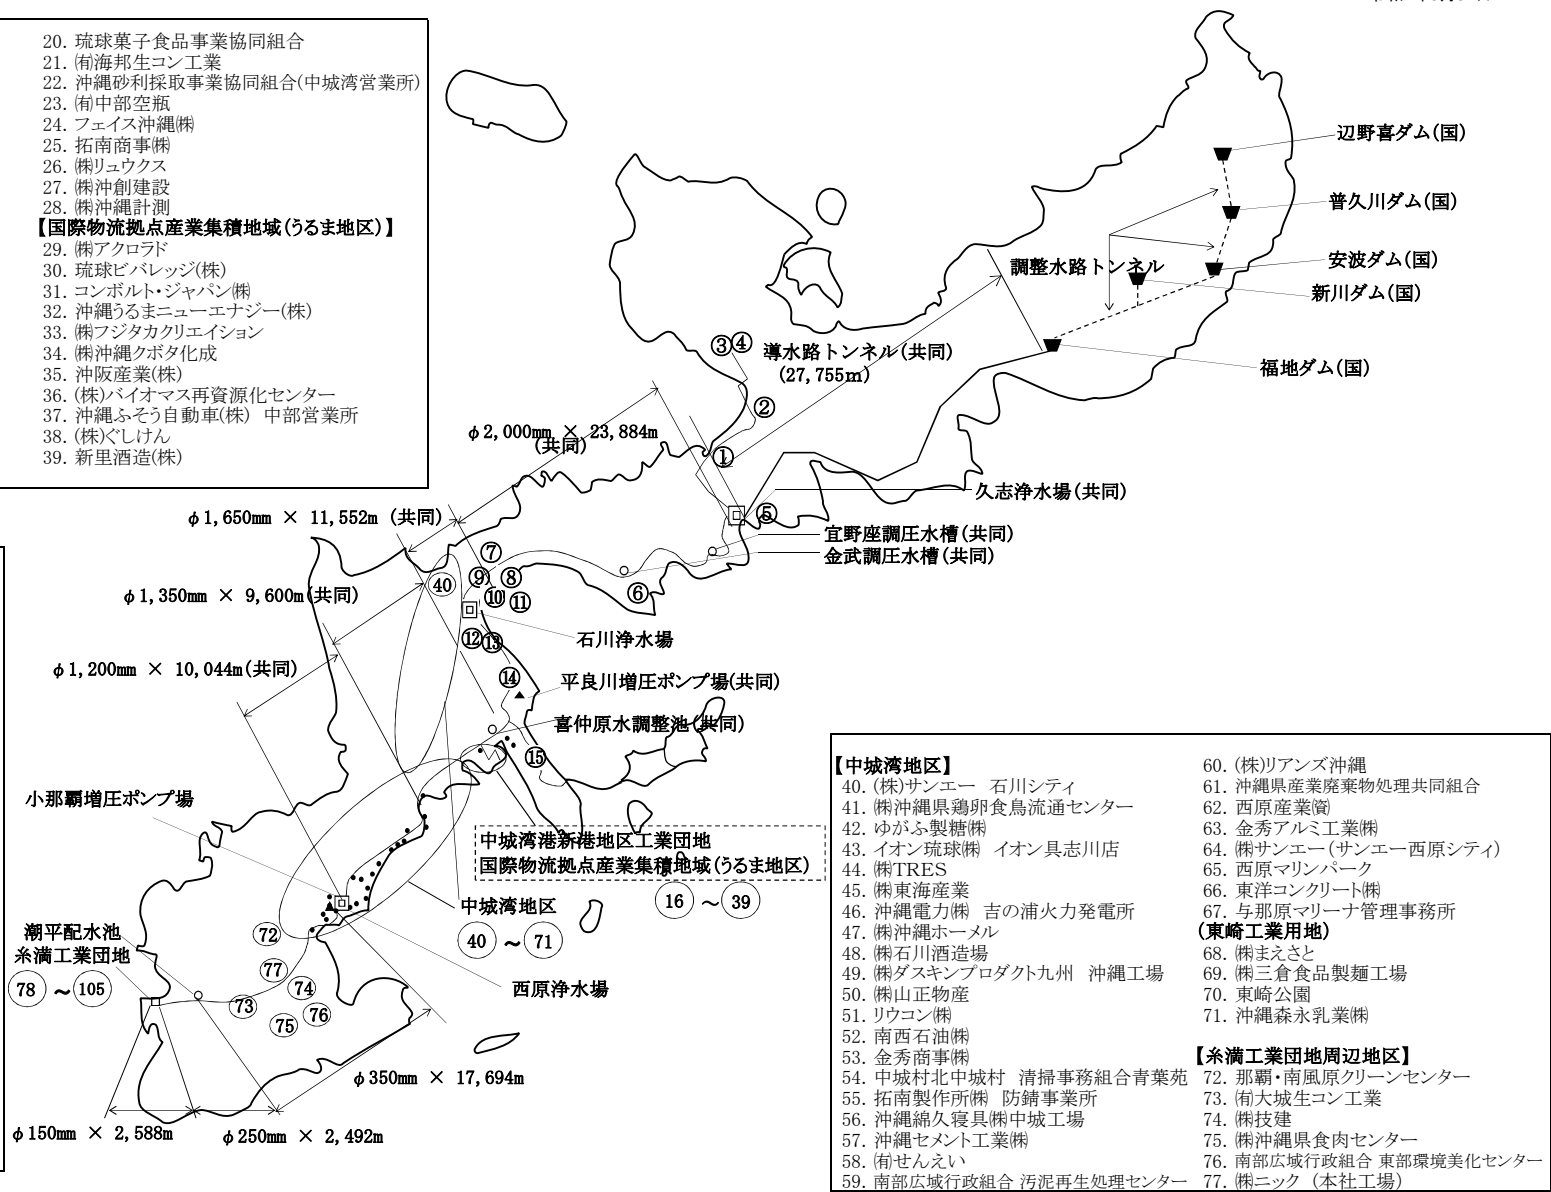 20. 琉球菓子食品事業協同組合
21. ㈲海邦生コン工業
22. 沖縄砂利採取事業協同組合(中城湾営業所)
23. ㈲中部空瓶
24. フェイス沖縄㈱
25. 拓南商事㈱
26. ㈱リュウクス
27. ㈱沖創建設
28. ㈱沖縄計測
【国際物流拠点産業集積地域(うるま地区)】
29. ㈱アクロラド
30. 琉球ビバレッジ(株)
31. コンボルト・ジャパン㈱
32. 沖縄うるまニューエナジー(株)
33. ㈱フジタカクリエイション
34. ㈱沖縄クボタ化成
35. 沖阪産業(株)
36. (株)バイオマス再資源化センター
37. 沖縄ふそう自動車(株) 中部営業所
38. (株)ぐしけん
39. 新里酒造(株)
辺野喜ダム(国)
普久川ダム(国)
安波ダム(国)
調整水路トンネル
新川ダム(国)
福地ダム(国)
③④
導水路トンネル(共同)
(27,755m)
②
φ2,000mm × 23,884m
(共同)
①
久志浄水場(共同)
φ1,650mm × 11,552m (共同)
⑤
宜野座調圧水槽(共同)
金武調圧水槽(共同)
⑦
40
⑨ ⑧
φ1,350mm × 9,600m(共同)
⑩ ⑪
⑥
⑫⑬
石川浄水場
φ1,200mm × 10,044m(共同)
⑭
平良川増圧ポンプ場(共同)
喜仲原水調整池(共同)
⑮
小那覇増圧ポンプ場
中城湾港新港地区工業団地
国際物流拠点産業集積地域(うるま地区)
16 ～ 39
中城湾地区
40 ～ 71
潮平配水池
糸満工業団地
78 ～ 105
72
77
74
73
76
75
西原浄水場
φ350mm × 17,694m
φ150mm × 2,588m
φ250mm × 2,492m
【中城湾地区】
40. (株)サンエー 石川シティ
41. ㈱沖縄県鶏卵食鳥流通センター
42. ゆがふ製糖㈱
43. イオン琉球㈱ イオン具志川店
44. ㈱TRES
45. ㈱東海産業
46. 沖縄電力㈱ 吉の浦火力発電所
47. ㈱沖縄ホーメル
48. ㈱石川酒造場
49. ㈱ダスキンプロダクト九州 沖縄工場
50. ㈱山正物産
51. リウコン㈱
52. 南西石油㈱
53. 金秀商事㈱
54. 中城村北中城村 清掃事務組合青葉苑
55. 拓南製作所㈱ 防錆事業所
56. 沖縄綿久寝具㈱中城工場
57. 沖縄セメント工業㈱
58. ㈲せんえい
59. 南部広域行政組合 汚泥再生処理センター
60. (株)リアンズ沖縄
61. 沖縄県産業廃棄物処理共同組合
62. 西原産業㈾
63. 金秀アルミ工業㈱
64. ㈱サンエー(サンエー西原シティ)
65. 西原マリンパーク
66. 東洋コンクリート㈱
67. 与那原マリーナ管理事務所
(東崎工業用地)
68. ㈱まえさと
69. ㈱三倉食品製麺工場
70. 東崎公園
71. 沖縄森永乳業㈱
【糸満工業団地周辺地区】
72. 那覇・南風原クリーンセンター
73. ㈲大城生コン工業
74. ㈱技建
75. ㈱沖縄県食肉センター
76. 南部広域行政組合 東部環境美化センター
77. ㈱ニック (本社工場)